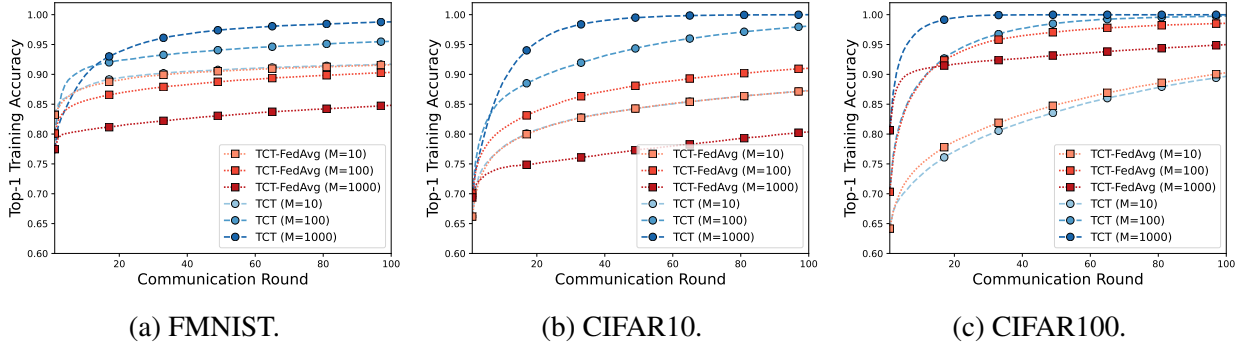 1.00
0.95
0.90
0.85
0.80
0.75
0.70
0.65
0.60
Top-1 Training Accuracy
20 40 60 80 100
Communication Round
TCT-FedAvg (M=10)
TCT-FedAvg (M=100)
TCT-FedAvg (M=1000)
TCT (M=10)
TCT (M=100)
TCT (M=1000)
(a) FMNIST.
1.00
0.95
0.90
0.85
0.80
0.75
0.70
0.65
0.60
Top-1 Training Accuracy
20 40 60 80 100
Communication Round
TCT-FedAvg (M=10)
TCT-FedAvg (M=100)
TCT-FedAvg (M=1000)
TCT (M=10)
TCT (M=100)
TCT (M=1000)
(b) CIFAR10.
1.00
0.95
0.90
0.85
0.80
0.75
0.70
0.65
0.60
Top-1 Training Accuracy
20 40 60 80 100
Communication Round
TCT-FedAvg (M=10)
TCT-FedAvg (M=100)
TCT-FedAvg (M=1000)
TCT (M=10)
TCT (M=100)
TCT (M=1000)
(c) CIFAR100.